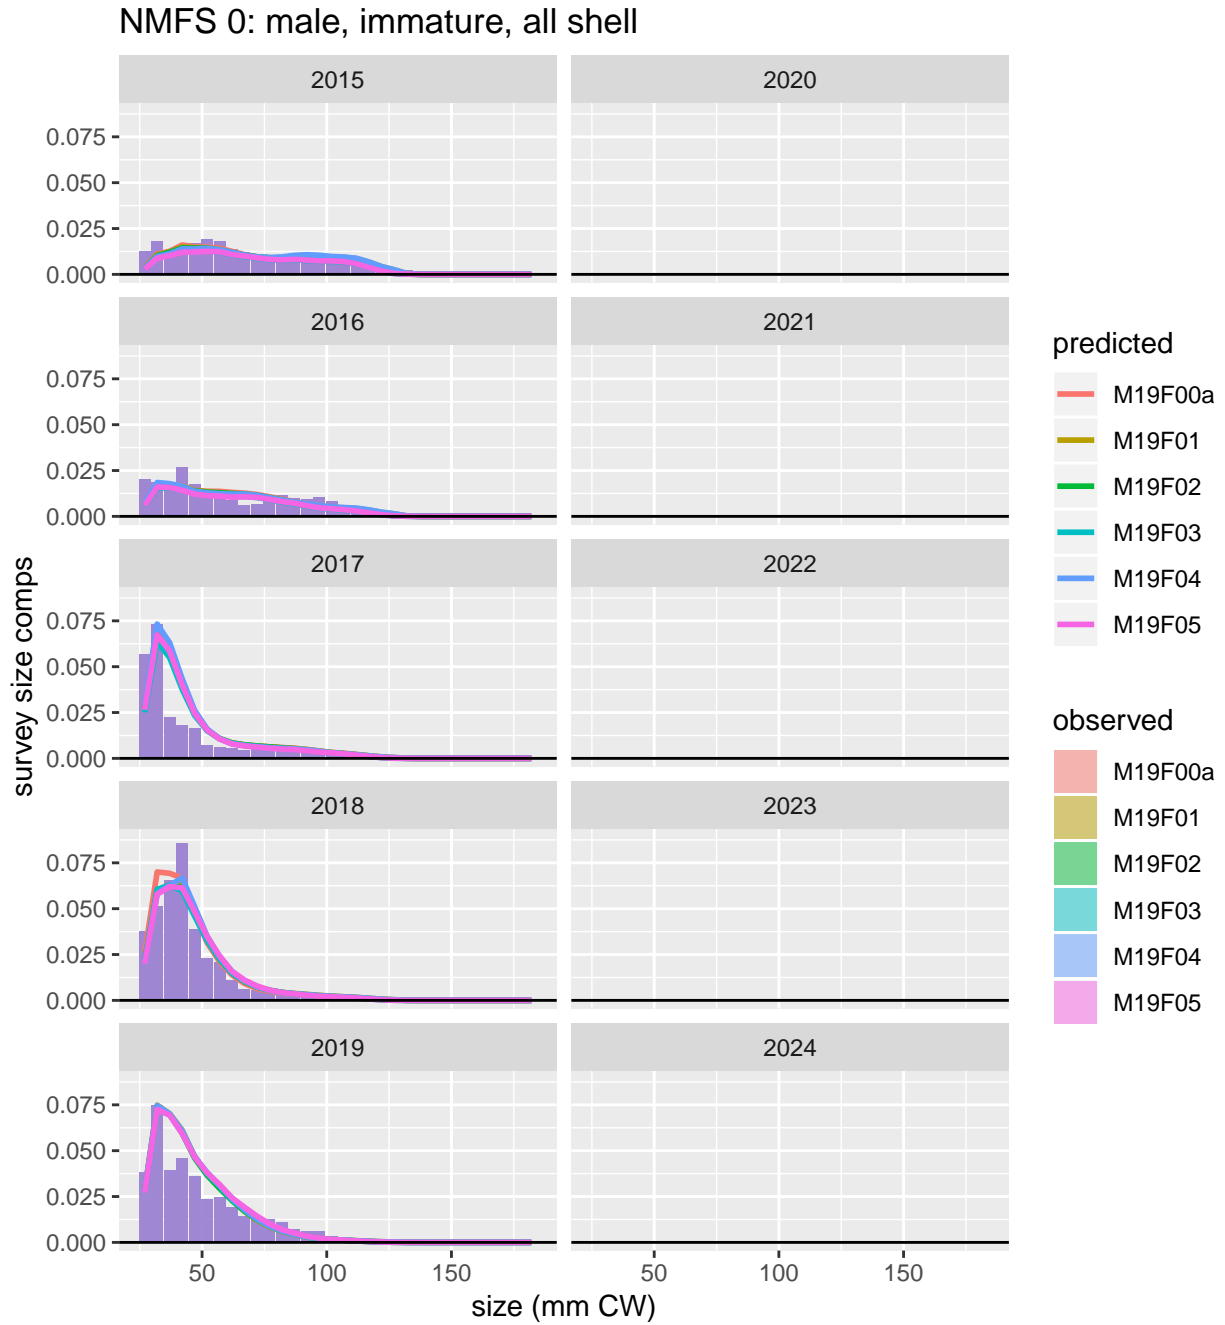 NMFS 0: male, immature, all shell
2015
2020
0.075
0.050
0.025
0.000
2016
2021
0.075
0.050
0.025
0.000
2017
2022
0.075
0.050
0.025
0.000
2018
2023
0.075
0.050
0.025
0.000
2019
2024
0.075
0.050
0.025
0.000
50
100
150
50
100
150
size (mm CW)
survey size comps
predicted
M19F00a
M19F01
M19F02
M19F03
M19F04
M19F05
observed
M19F00a
M19F01
M19F02
M19F03
M19F04
M19F05